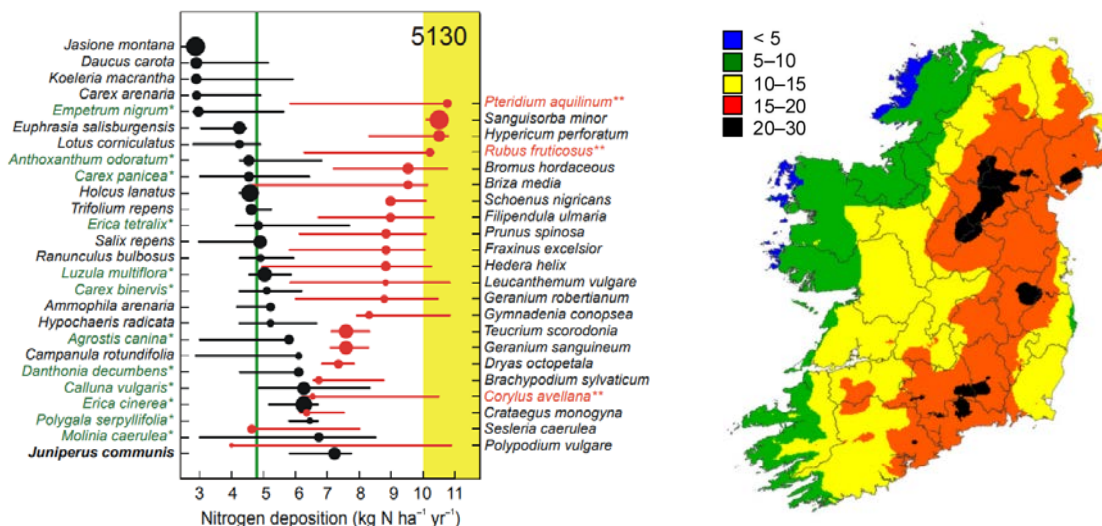 5130
Jasione montana
Daucus carota
Koeleria macrantha
Carex arenaria
Empetrum nigrum*
Euphrasia salisburgensis
Lotus corniculatus
Anthoxanthum odoratum*
Carex panicea*
Holcus lanatus
Trifolium repens
Erica tetralix*
Salix repens
Ranunculus bulbosus
Luzula multiflora*
Carex binervis*
Ammophila arenaria
Hypochaeris radicata
Agrostis canina*
Campanula rotundifolia
Danthonia decumbens*
Calluna vulgaris*
Erica cinerea*
Polygala serpyllifolia*
Molinia caerulea*
Juniperus communis
Pteridium aquilinum**
Sanguisorba minor
Hypericum perforatum
Rubus fruticosus**
Bromus hordaceous
Briza media
Schoenus nigricans
Filipendula ulmaria
Prunus spinosa
Fraxinus excelsior
Hedera helix
Leucanthemum vulgare
Geranium robertianum
Gymnadenia conopsea
Teucrium scorodonia
Geranium sanguineum
Dryas octopetala
Brachypodium sylvaticum
Corylus avellana**
Crataegus monogyna
Sesleria caerulea
Polypodium vulgare
3 4 5 6 7 8 9 10 11
Nitrogen deposition (kg N ha⁻¹ yr⁻¹)
< 5
5–10
10–15
15–20
20–30